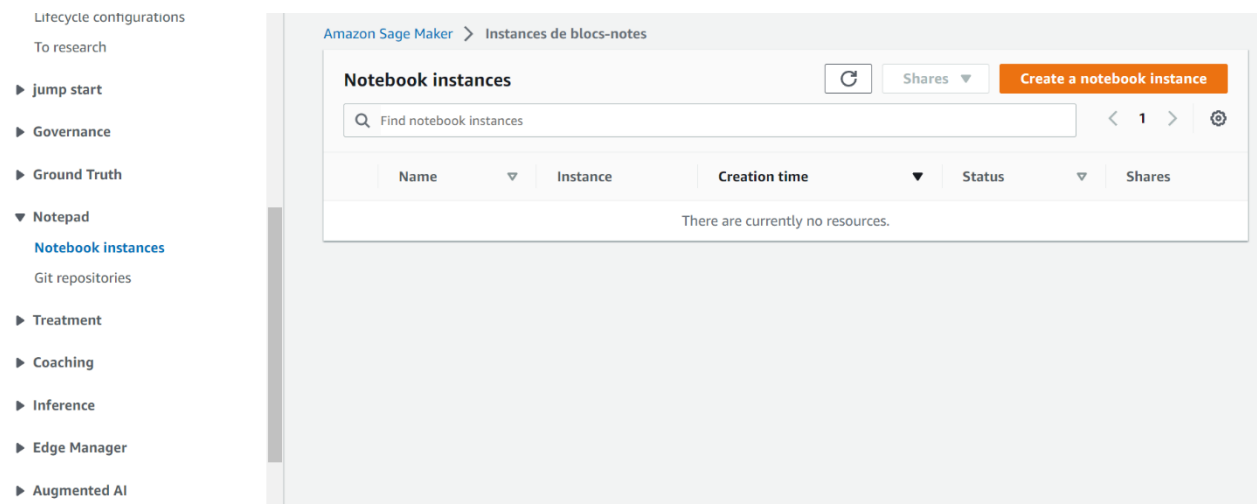 Lifecycle configurations
To research
jump start
Governance
Ground Truth
Notepad
Notebook instances
Git repositories
Treatment
Coaching
Inference
Edge Manager
Augmented AI
Amazon Sage Maker > Instances de blocs-notes
Notebook instances Shares Create a notebook instance
Find notebook instances < 1 >
Name Instance Creation time Status Shares
There are currently no resources.